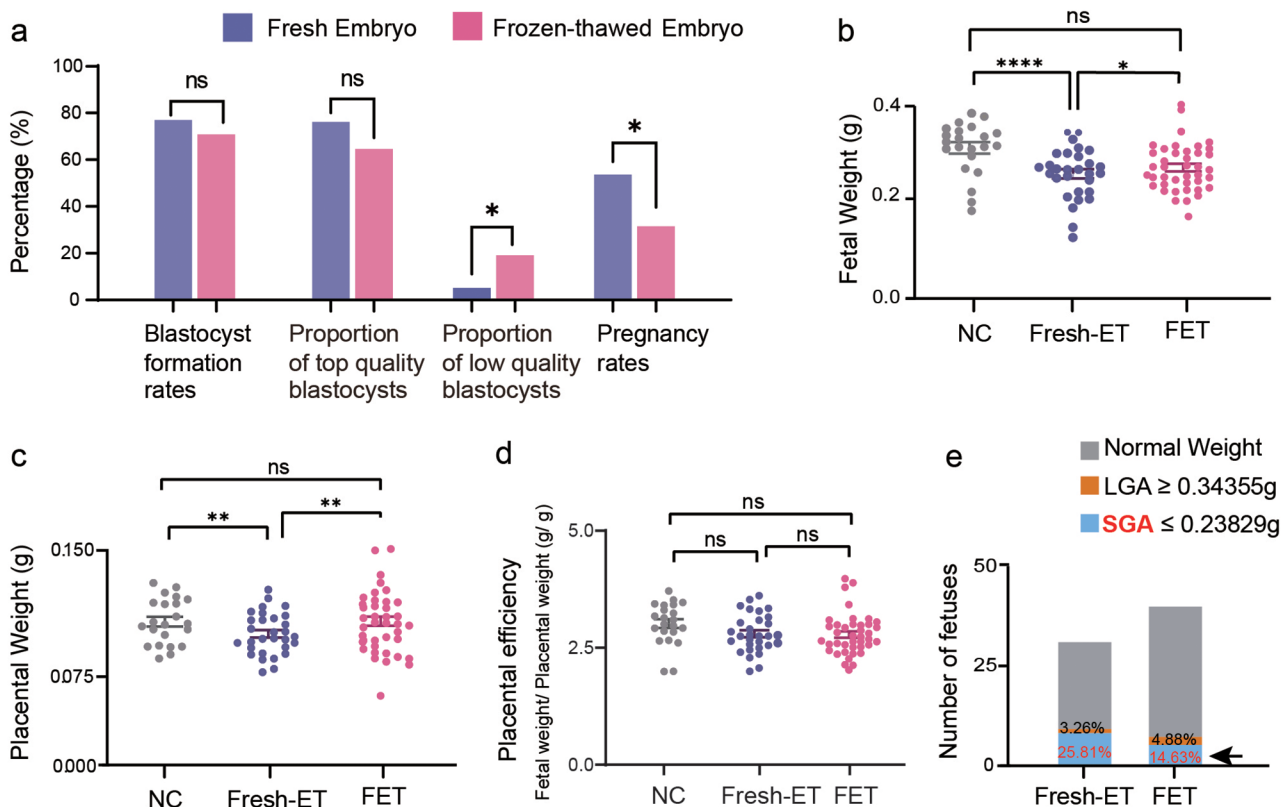 a
Fresh Embryo
Frozen-thawed Embryo
Percentage (%)
100
80
60
40
20
0
ns
ns
*
*
Blastocyst
formation
rates
Proportion
of top quality
blastocysts
Proportion
of low quality
blastocysts
Pregnancy
rates
b
ns
****
*
Fetal Weight (g)
0.4
0.2
0.0
NC
Fresh-ET
FET
c
ns
**
**
Placental Weight (g)
0.150
0.075
0.000
NC
Fresh-ET
FET
d
ns
ns
ns
Placental efficiency
Fetal weight/ Placental weight (g/ g)
5.0
2.5
0.0
NC
Fresh-ET
FET
e
Normal Weight
LGA ≥ 0.34355g
SGA ≤ 0.23829g
Number of fetuses
50
25
0
3.26%
25.81%
4.88%
14.63%
Fresh-ET
FET